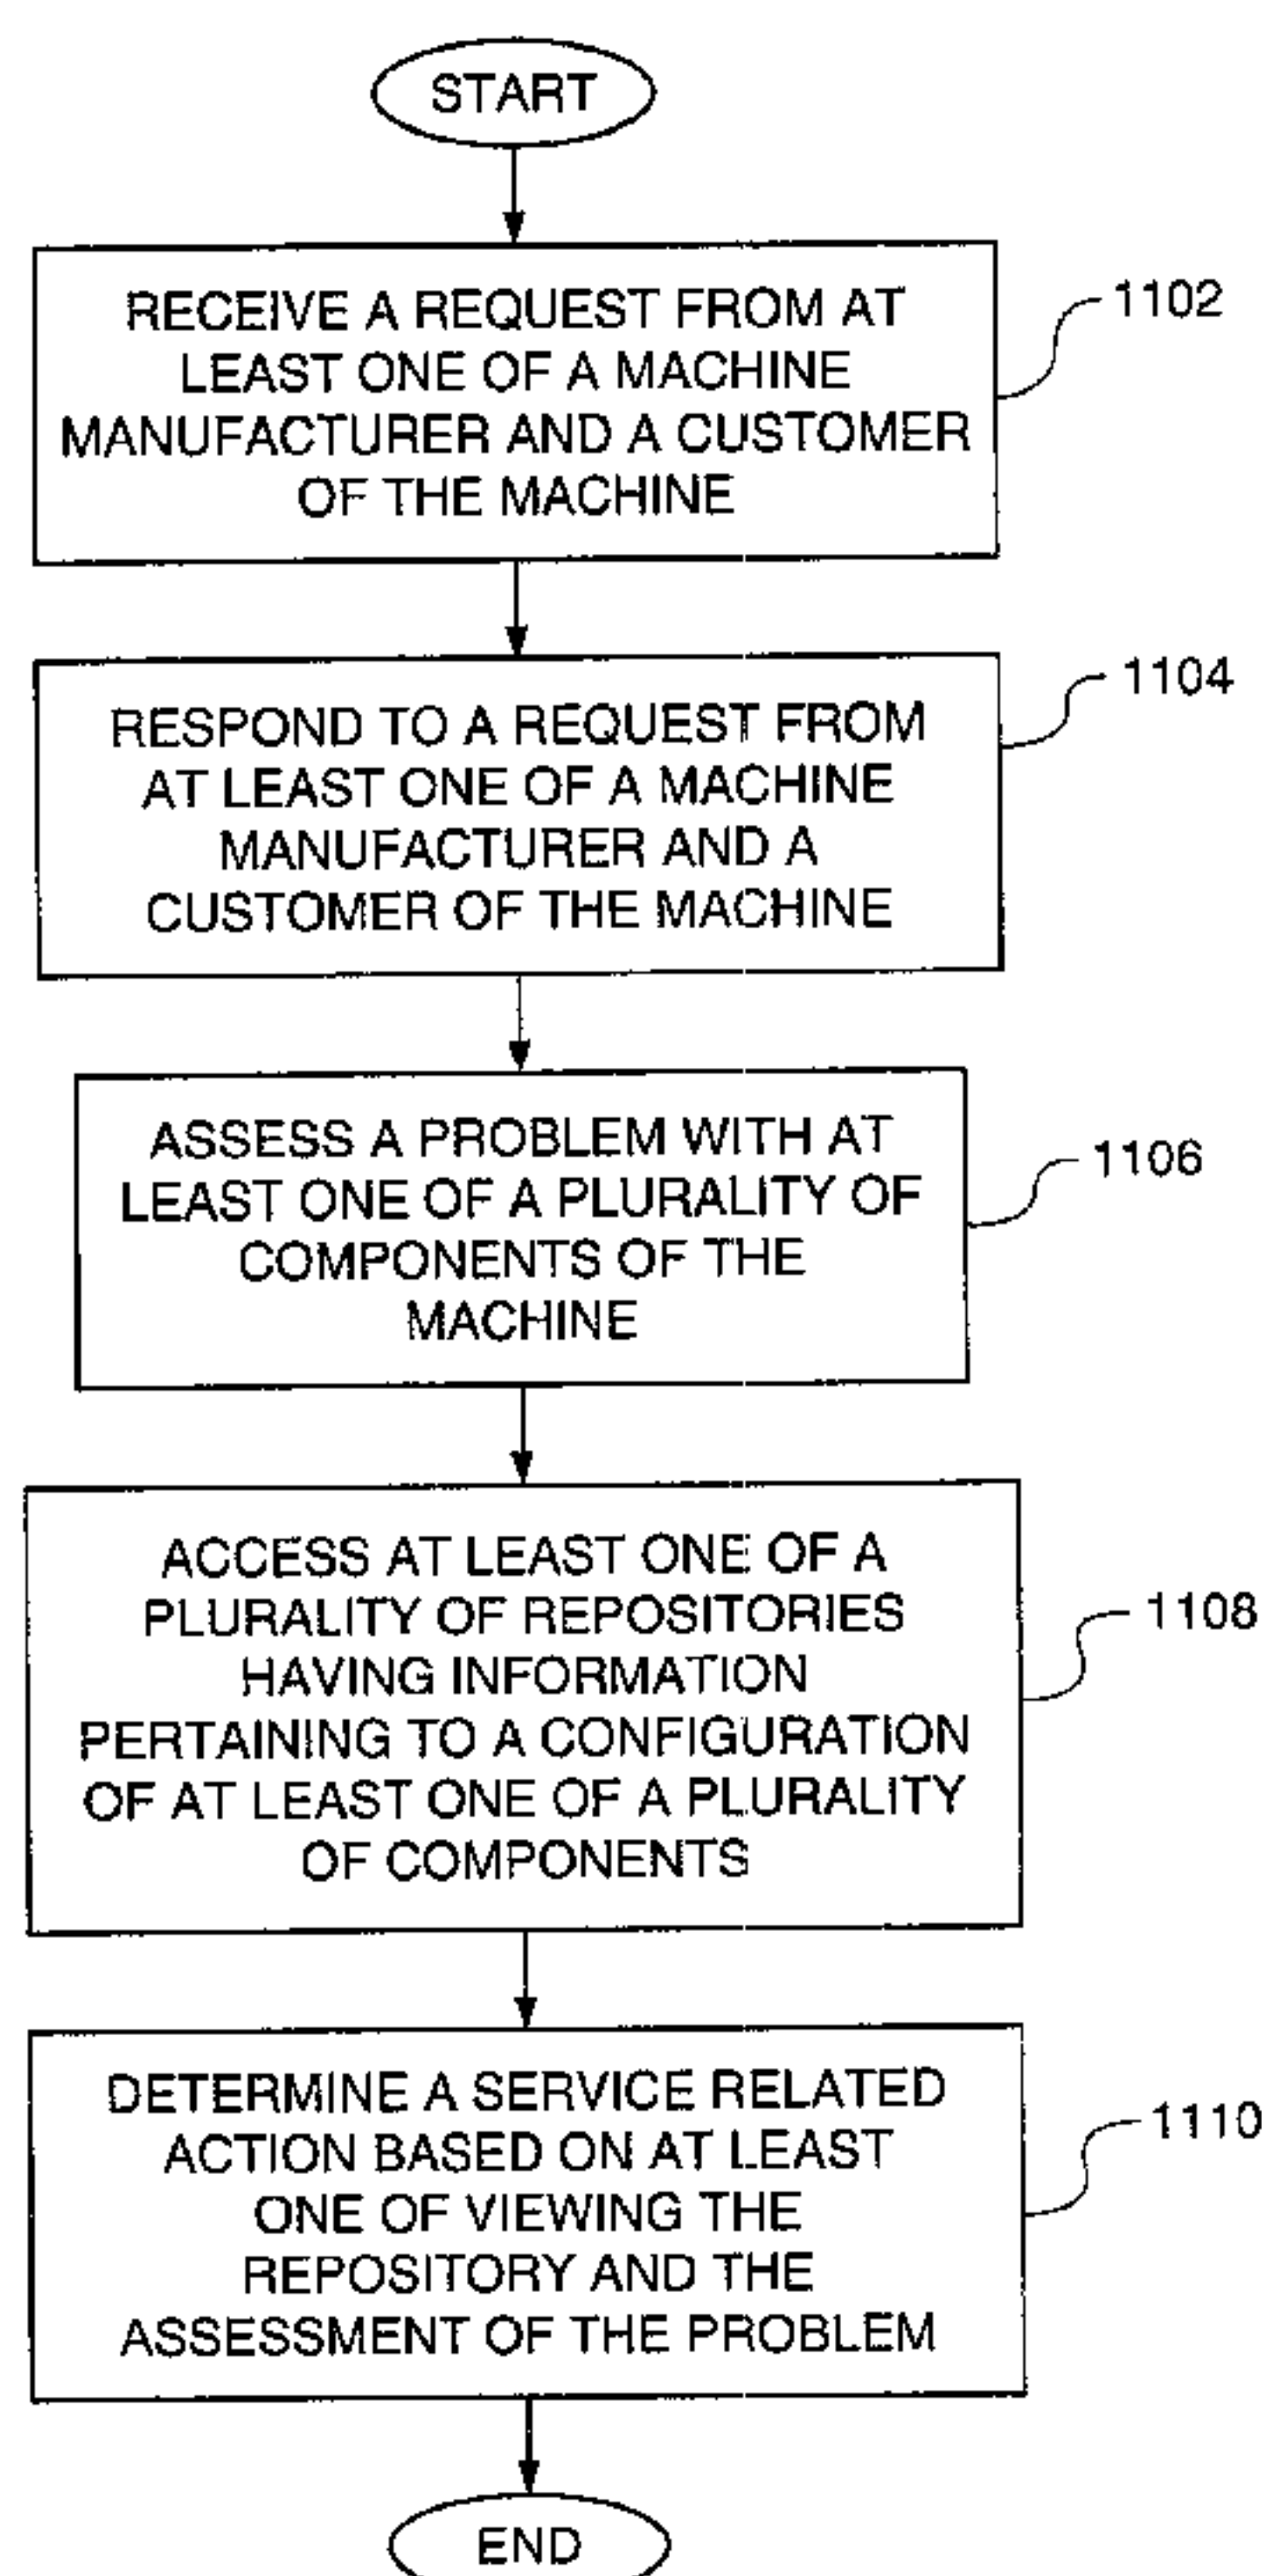 START
RECEIVE A REQUEST FROM AT
LEAST ONE OF A MACHINE
MANUFACTURER AND A CUSTOMER
OF THE MACHINE
1102
RESPOND TO A REQUEST FROM
AT LEAST ONE OF A MACHINE
MANUFACTURER AND A
CUSTOMER OF THE MACHINE
1104
ASSESS A PROBLEM WITH AT
LEAST ONE OF A PLURALITY OF
COMPONENTS OF THE
MACHINE
1106
ACCESS AT LEAST ONE OF A
PLURALITY OF REPOSITORIES
HAVING INFORMATION
PERTAINING TO A CONFIGURATION
OF AT LEAST ONE OF A PLURALITY
OF COMPONENTS
1108
DETERMINE A SERVICE RELATED
ACTION BASED ON AT LEAST
ONE OF VIEWING THE
REPOSITORY AND THE
ASSESSMENT OF THE PROBLEM
1110
END